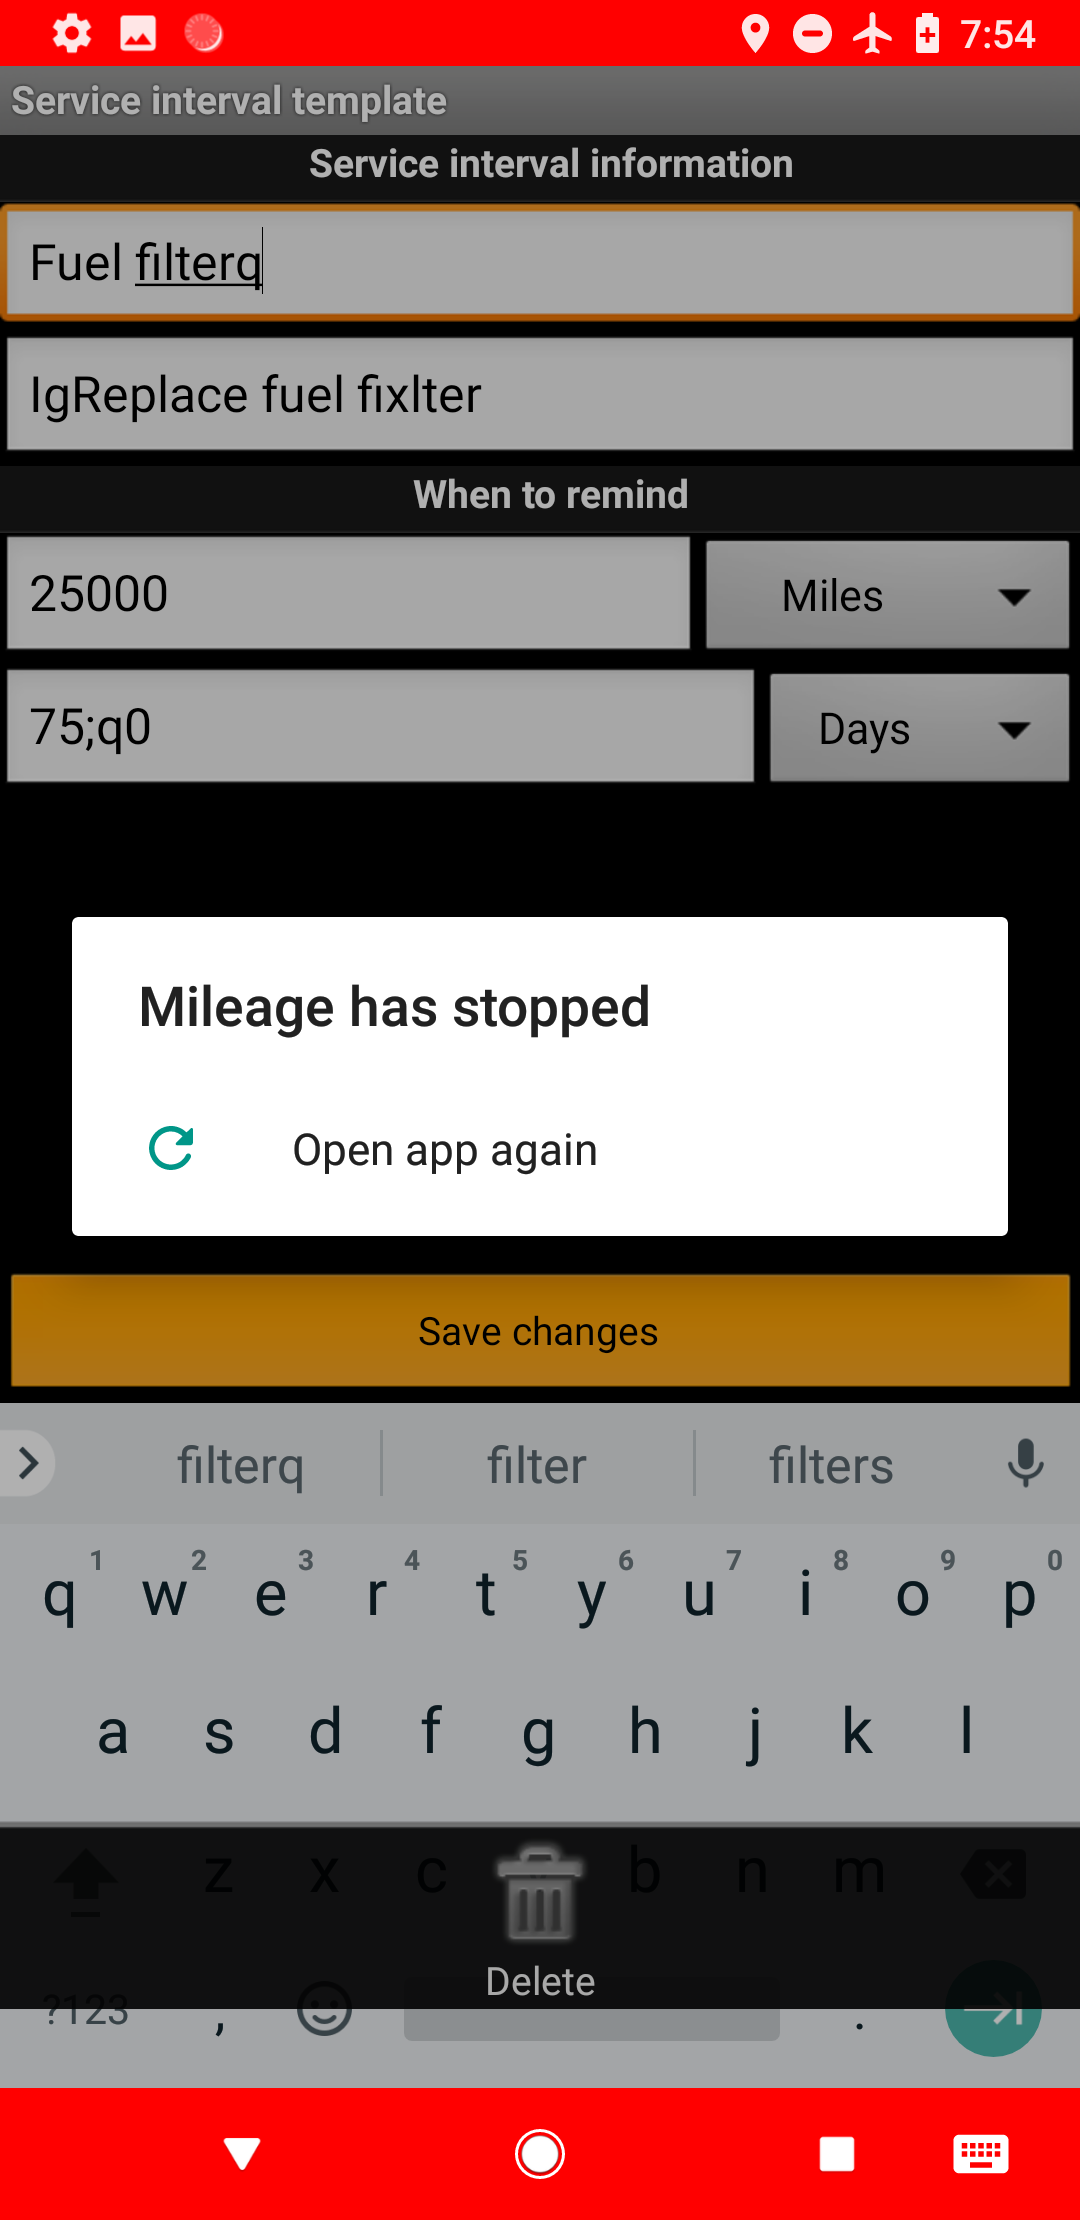 7:54
Service interval template
Service interval information
Fuel filterq
IgReplace fuel fixlter
When to remind
25000 Miles
75;q0 Days
Mileage has stopped
Open app again
Save changes
filterq filter filters
1 2 3 4 5 6 7 8 9 0
q w e r t y u i o p
a s d f g h j k l
z x c b n m
Delete
?123 , .